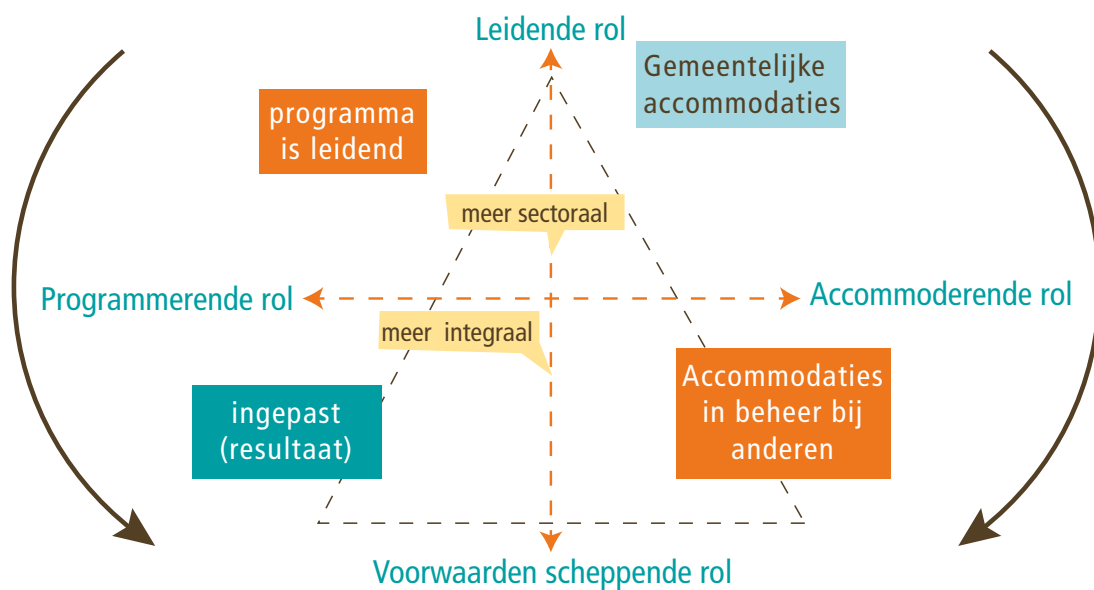 Leidende rol
Gemeentelijke
accommodaties
programma
is leidend
meer sectoraal
Programmerende rol
Accommoderende rol
meer integraal
Accommodaties
in beheer bij
anderen
ingepast
(resultaat)
Voorwaarden scheppende rol